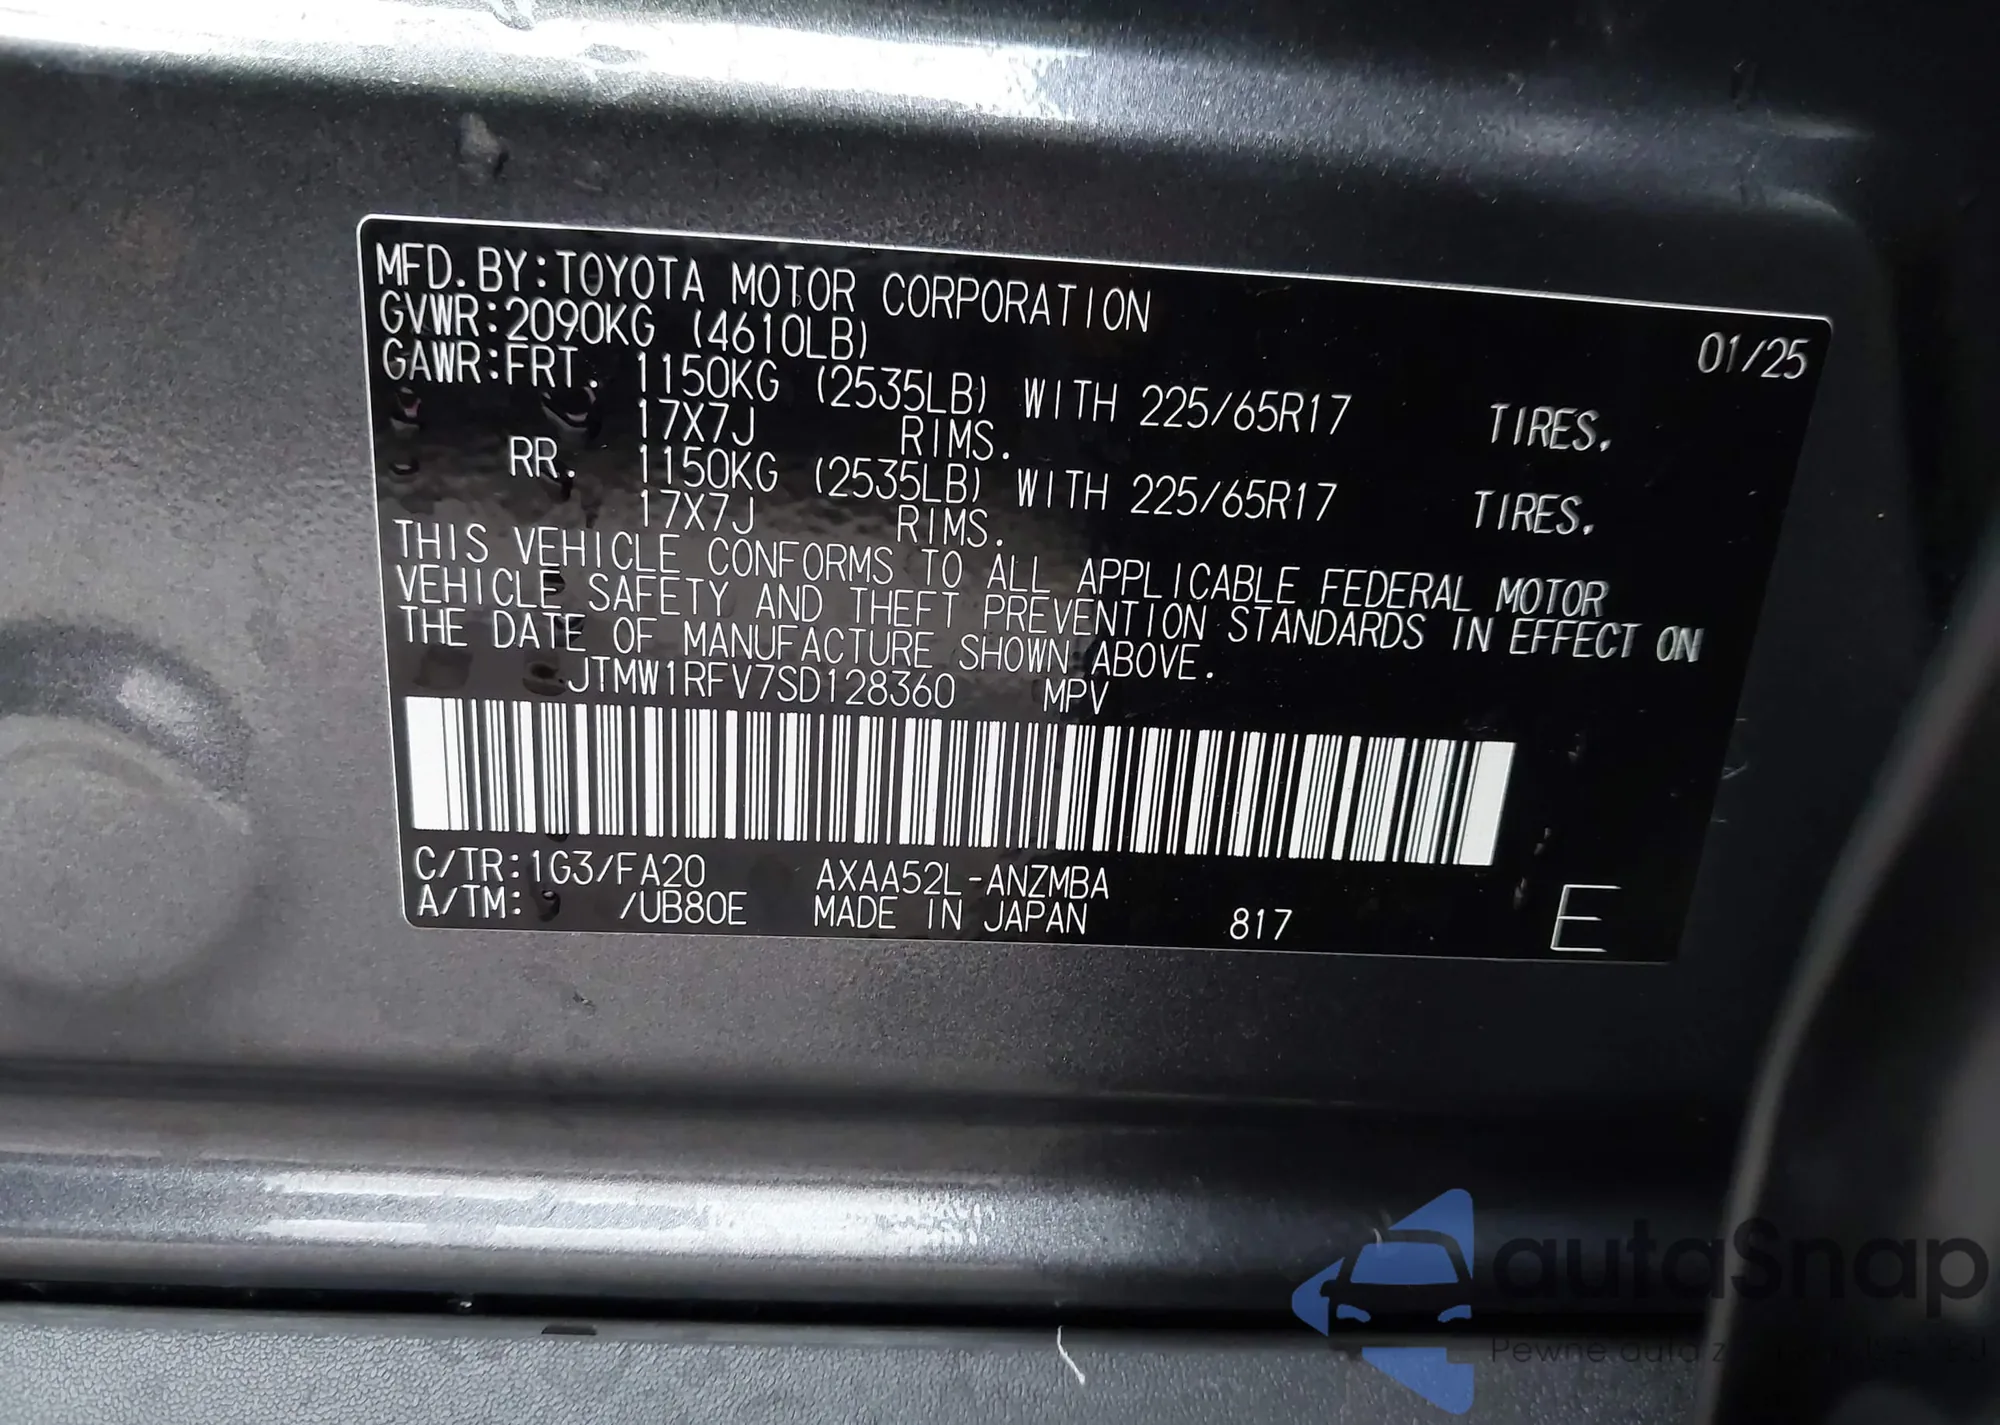 MFD. BY:TOYOTA MOTOR CORPORATION 01/25
GVWR:2090KG (4610LB)
GAWR:FRT. 1150KG (2535LB) WITH 225/65R17 TIRES.
17X7J RIMS.
RR. 1150KG (2535LB) WITH 225/65R17 TIRES.
17X7J RIMS.
THIS VEHICLE CONFORMS TO ALL APPLICABLE FEDERAL MOTOR
VEHICLE SAFETY AND THEFT PREVENTION STANDARDS IN EFFECT ON
THE DATE OF MANUFACTURE SHOWN ABOVE.
JTMW1RFV7SD128360 MPV
C/TR:1G3/FA20 AXAA52L-ANZMBA
A/TM: /UB80E MADE IN JAPAN 817 E
autaSnap
Pewne auta z